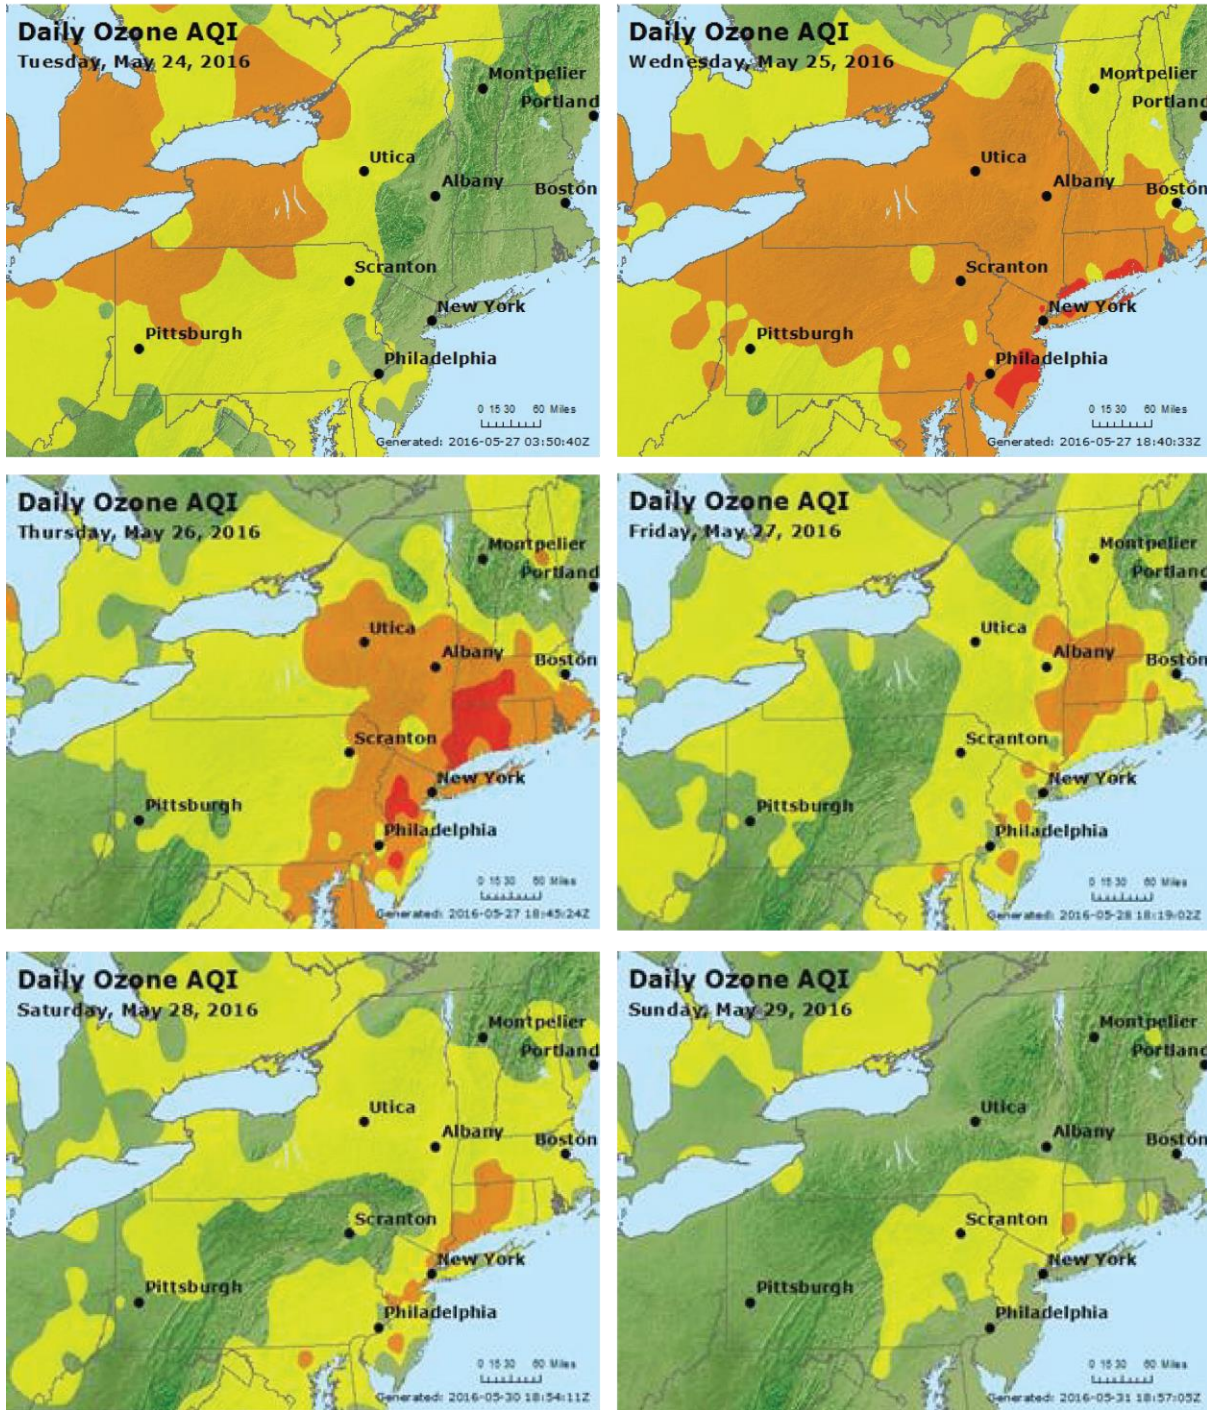 Daily Ozone AQI
Tuesday, May 24, 2016
Montpelier
Portland
Utica
Albany
Boston
Scranton
New York
Pittsburgh
Philadelphia
0 15 30 60 Miles
Generated: 2016-05-27 03:50:40Z
Daily Ozone AQI
Wednesday, May 25, 2016
Montpelier
Portland
Utica
Albany
Boston
Scranton
New York
Pittsburgh
Philadelphia
0 15 30 60 Miles
Generated: 2016-05-27 18:40:33Z
Daily Ozone AQI
Thursday, May 26, 2016
Montpelier
Portland
Utica
Albany
Boston
Scranton
New York
Pittsburgh
Philadelphia
0 15 30 60 Miles
Generated: 2016-05-27 18:45:24Z
Daily Ozone AQI
Friday, May 27, 2016
Montpelier
Portland
Utica
Albany
Boston
Scranton
New York
Pittsburgh
Philadelphia
0 15 30 60 Miles
Generated: 2016-05-28 18:19:02Z
Daily Ozone AQI
Saturday, May 28, 2016
Montpelier
Portland
Utica
Albany
Boston
Scranton
New York
Pittsburgh
Philadelphia
0 15 30 60 Miles
Generated: 2016-05-30 18:54:11Z
Daily Ozone AQI
Sunday, May 29, 2016
Montpelier
Portland
Utica
Albany
Boston
Scranton
New York
Pittsburgh
Philadelphia
0 15 30 60 Miles
Generated: 2016-05-31 18:57:05Z